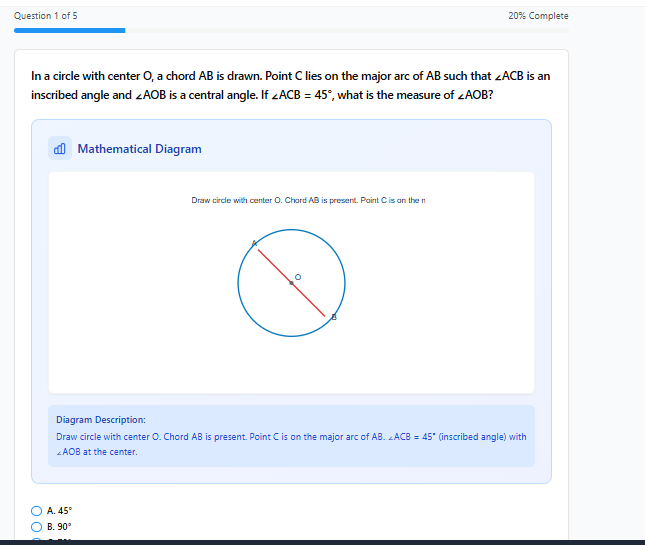 Question 1 of 5
20% Complete
In a circle with center O, a chord AB is drawn. Point C lies on the major arc of AB such that ∠ACB is an
inscribed angle and ∠AOB is a central angle. If ∠ACB = 45°, what is the measure of ∠AOB?
Mathematical Diagram
Draw circle with center O. Chord AB is present. Point C is on the
A
O
B
Diagram Description:
Draw circle with center O. Chord AB is present. Point C is on the major arc of AB. ∠ACB = 45° (inscribed angle) with
∠AOB at the center.
A. 45°
B. 90°